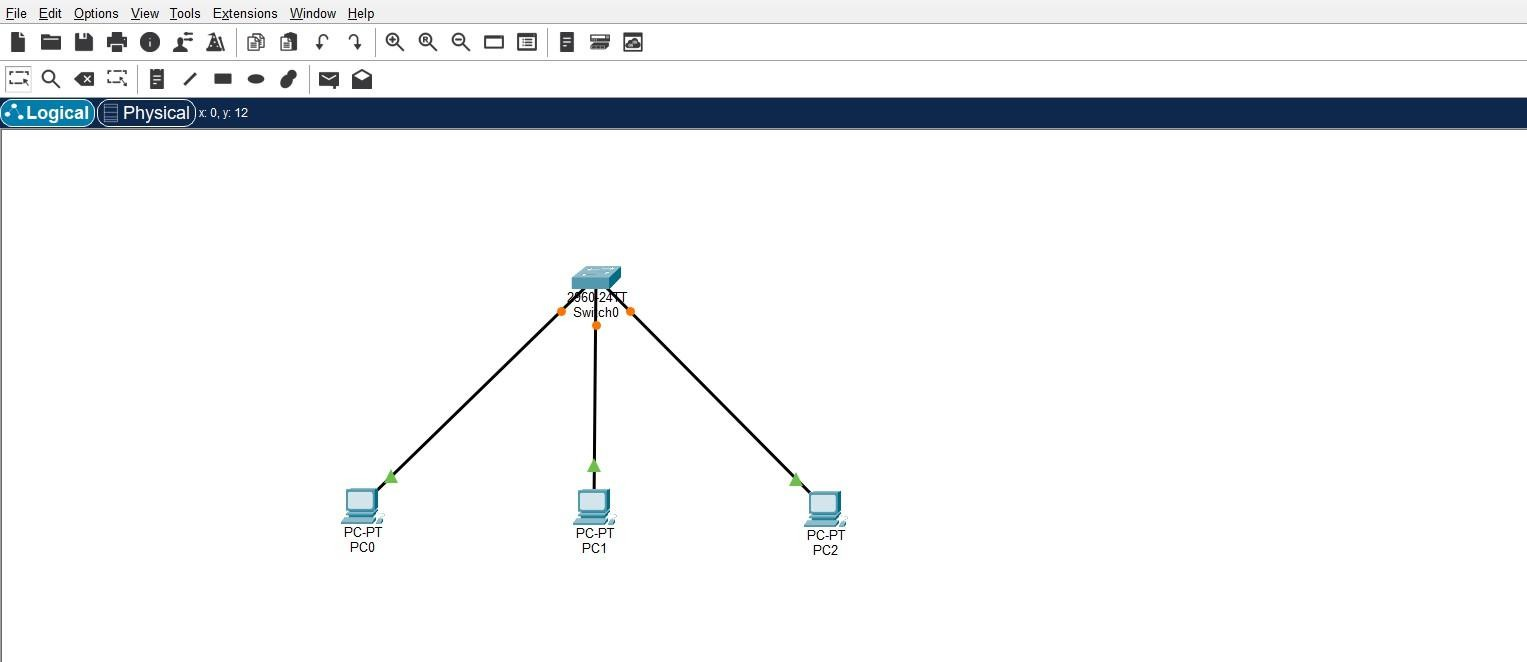 File Edit Options View Tools Extensions Window Help
Logical Physical x: 0, y: 12
2960-24TT
Switch0
PC-PT
PC0
PC-PT
PC1
PC-PT
PC2